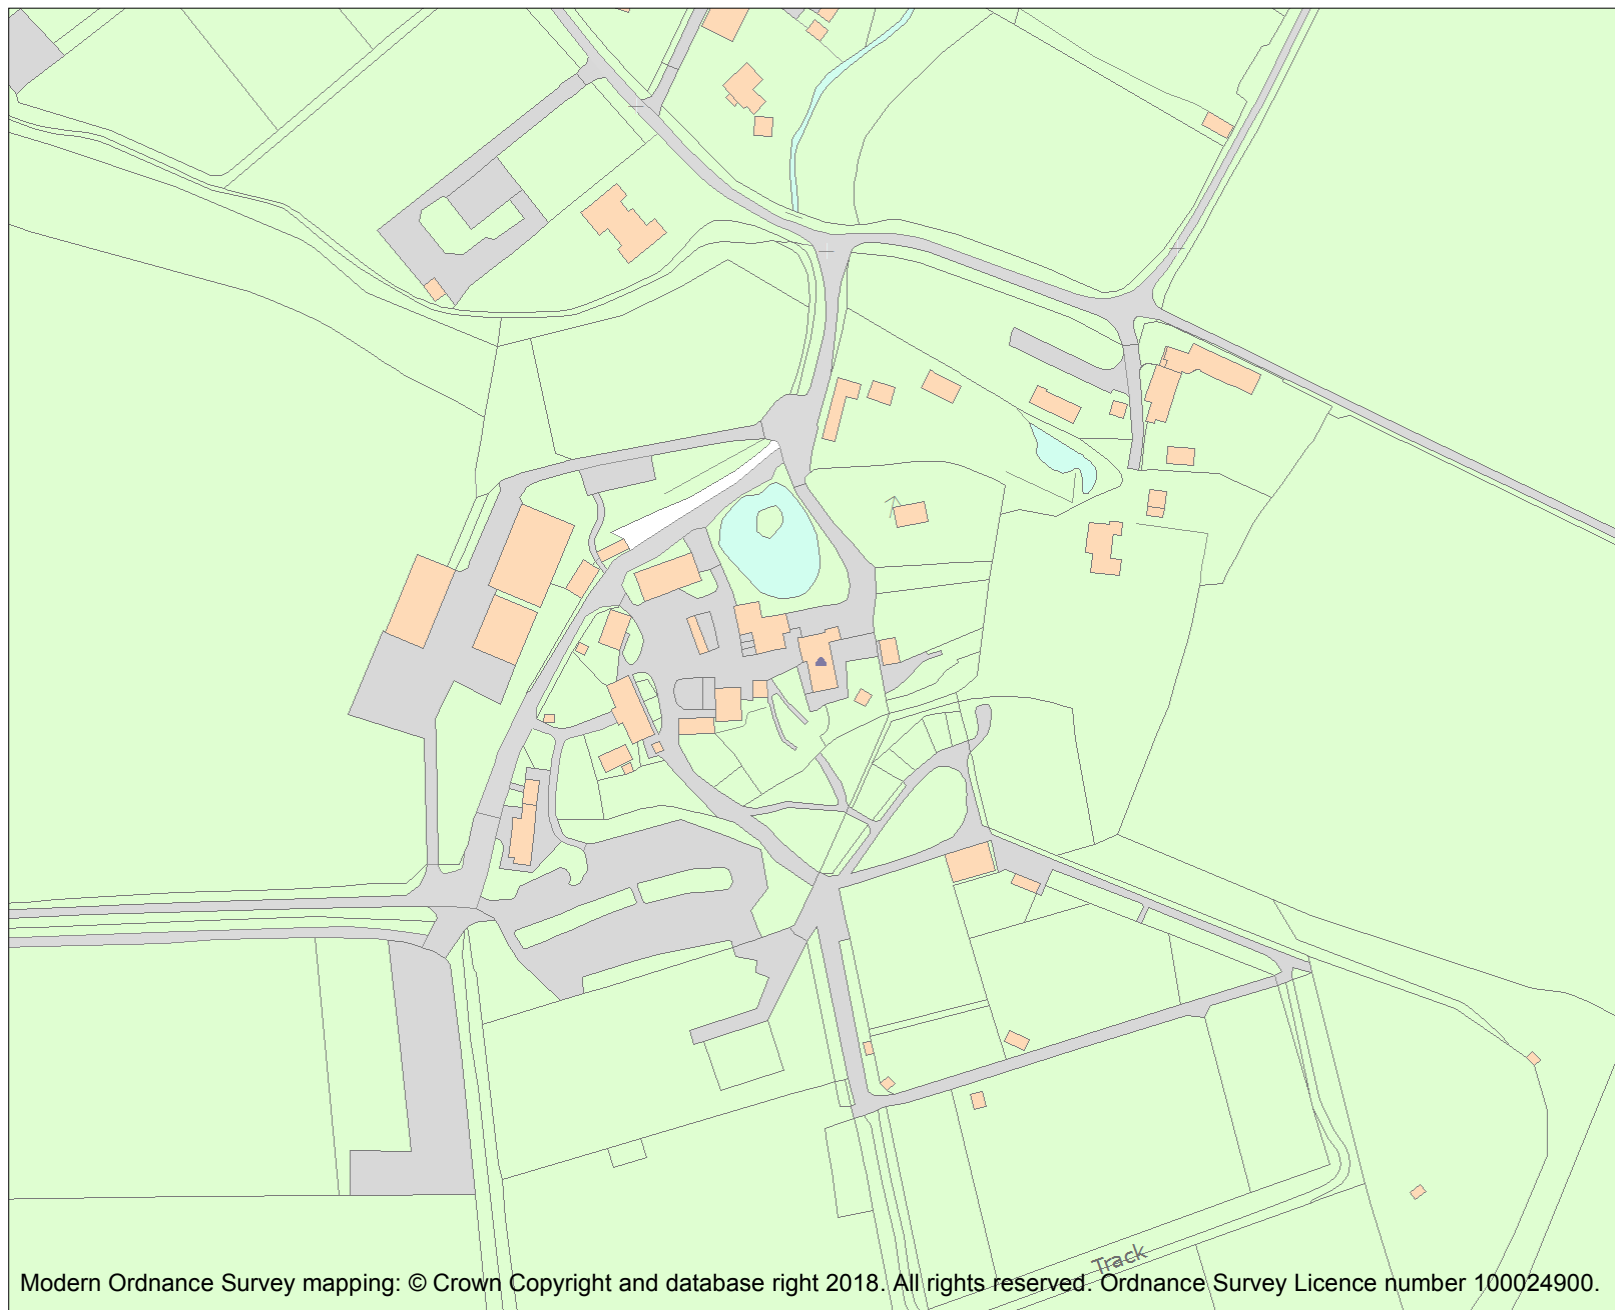 Track
Modern Ordnance Survey mapping: © Crown Copyright and database right 2018. All rights reserved. Ordnance Survey Licence number 100024900.